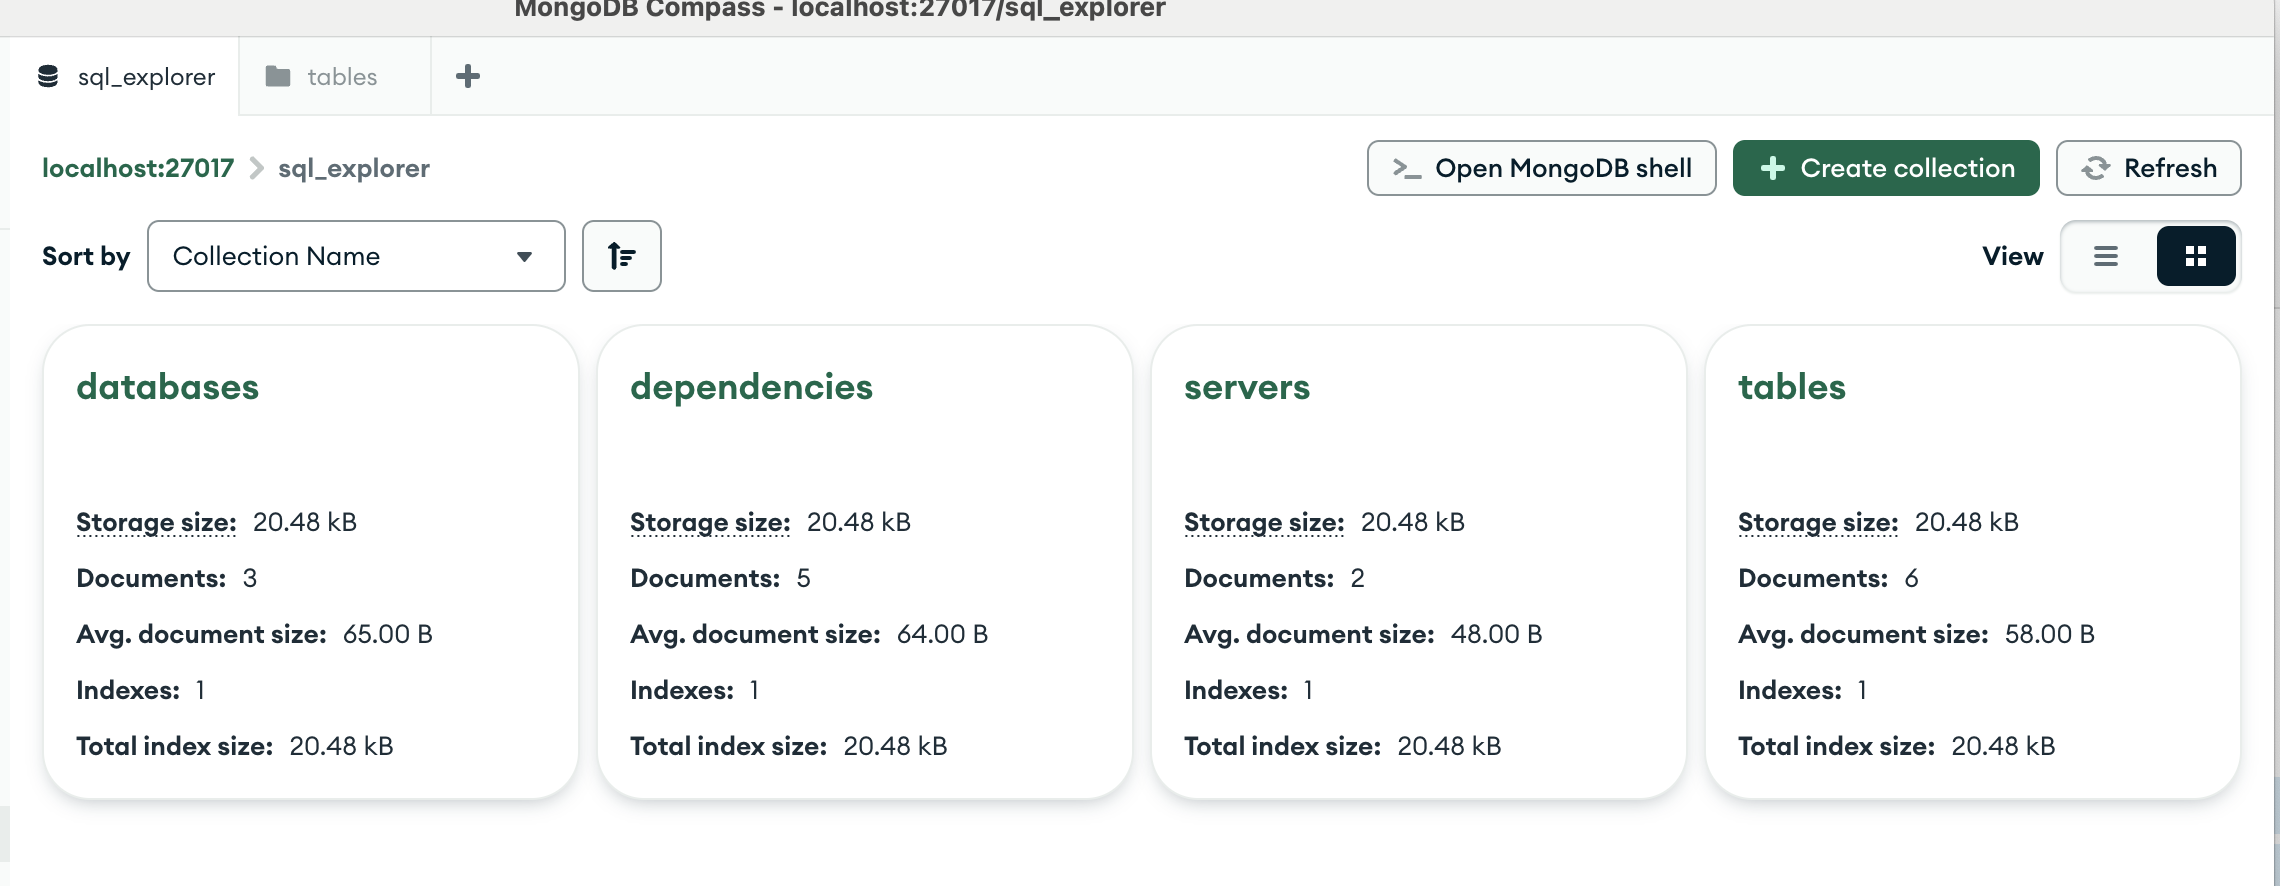 MongoDB Compass - localhost:27017/sql_explorer
sql_explorer tables
localhost:27017 sql_explorer Open MongoDB shell Create collection Refresh
Sort by Collection Name View
databases dependencies servers tables
Storage size: 20.48 kB Storage size: 20.48 kB Storage size: 20.48 kB Storage size: 20.48 kB
Documents: 3 Documents: 5 Documents: 2 Documents: 6
Avg. document size: 65.00 B Avg. document size: 64.00 B Avg. document size: 48.00 B Avg. document size: 58.00 B
Indexes: 1 Indexes: 1 Indexes: 1 Indexes: 1
Total index size: 20.48 kB Total index size: 20.48 kB Total index size: 20.48 kB Total index size: 20.48 kB